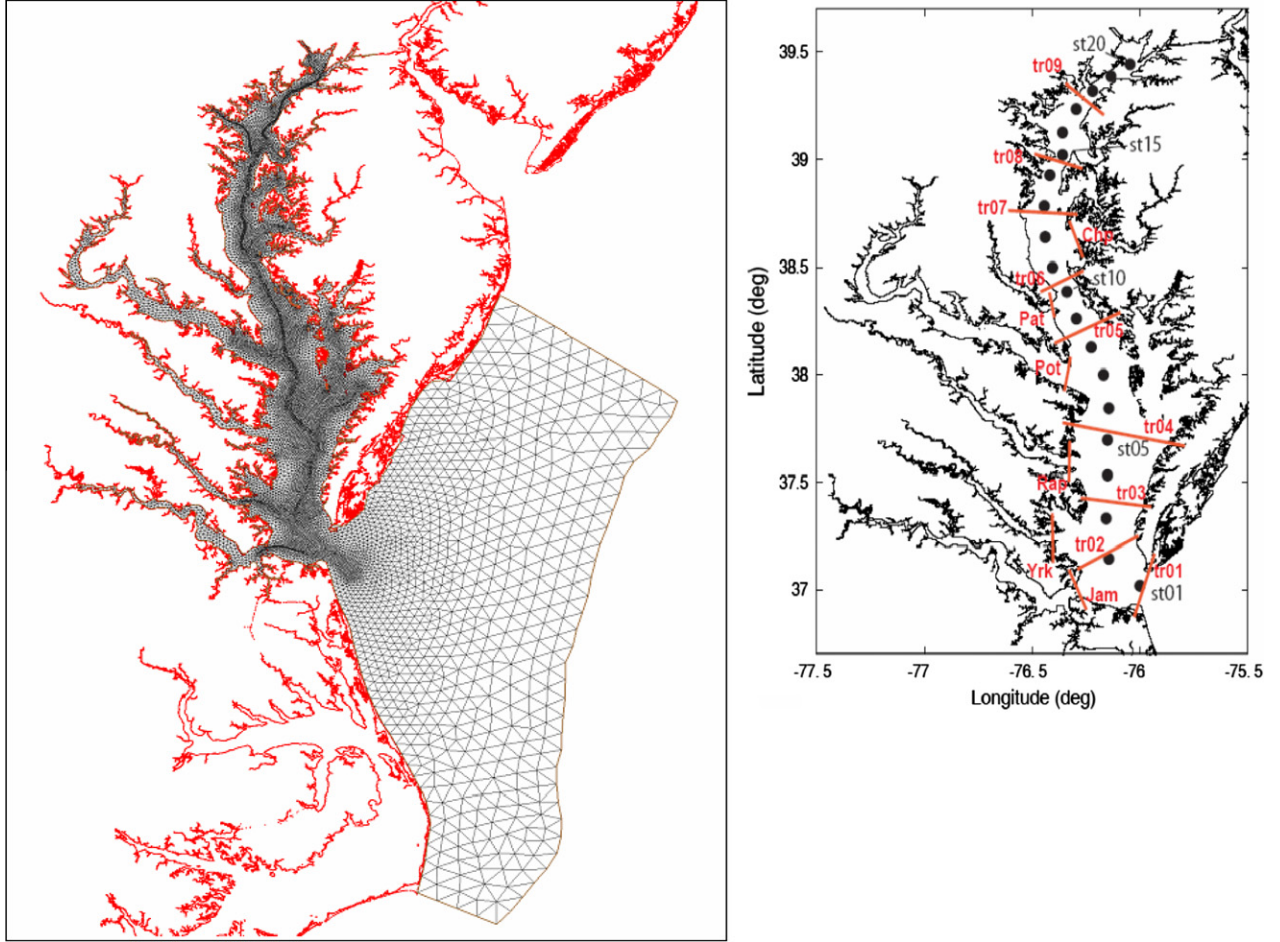 39.5
39
38.5
38
37.5
37
Latitude (deg)
st20
tr09
st15
tr08
tr07
Chp
tr06
st10
Pat
tr05
Pot
tr04
st05
Rap
tr03
tr02
Yrk
Jam
tr01
st01
-77.5
-77
-76.5
-76
-75.5
Longitude (deg)